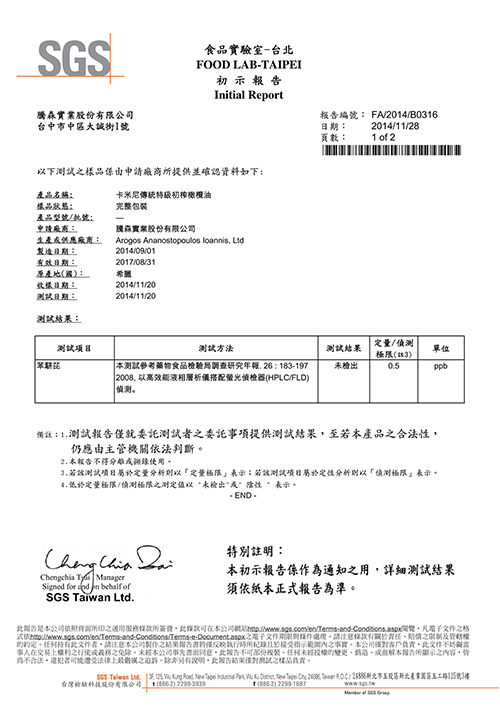 SGS
食品實驗室-台北
FOOD LAB-TAIPEI
初 示 報 告
Initial Report
騰森實業股份有限公司
台中市中區大誠街1號
報告編號： FA/2014/B0316
日期： 2014/11/28
頁數： 1 of 2
以下測試之樣品係由申請廠商所提供並確認資料如下：
產品名稱： 卡米尼傳統特級初榨橄欖油
樣品狀態： 完整包裝
產品型號/批號： —
申請廠商： 騰森實業股份有限公司
生產或供應廠商： Arogos Ananostopoulos Ioannis, Ltd
製造日期： 2014/09/01
有效日期： 2017/08/31
原產地(國)： 希臘
收樣日期： 2014/11/20
測試日期： 2014/11/20
測試結果：
測試項目 測試方法 測試結果 定量/偵測極限(註3) 單位
苯駢芘 本測試參考藥物食品檢驗局調查研究年報. 26 : 183-197 未檢出 0.5 ppb
2008, 以高效能液相層析儀搭配螢光偵檢器(HPLC/FLD)
偵測。
備註：1.測試報告僅就委託測試者之委託事項提供測試結果，至若本產品之合法性，
仍應由主管機關依法判斷。
2.本報告不得分離或摘錄使用。
3.若該測試項目屬於定量分析則以「定量極限」表示；若該測試項目屬於定性分析則以「偵測極限」表示。
4.低於定量極限/偵測極限之測定值以 "未檢出"或" 陰性 " 表示。
- END -
Chengchia Tsai / Manager
Signed for and on behalf of
SGS Taiwan Ltd.
特別註明：
本初示報告係作為通知之用，詳細測試結果
須依紙本正式報告為準。
此報告是本公司依照背面所印之通用服務條款所簽發，此條款可在本公司網站http://www.sgs.com/en/Terms-and-Conditions.aspx閱覽，凡電子文件之格
式依http://www.sgs.com/en/Terms-and-Conditions/Terms-e-Document.aspx之電子文件期限與條件處理。請注意條款有關於責任、賠償之限制及管轄權
的約定。任何持有此文件者，請注意本公司製作之結果報告書將僅反映執行時所紀錄且於接受指示範圍內之事實。本公司僅對客戶負責，此文件不妨礙當
事人在交易上權利之行使或義務之免除。未經本公司事先書面同意，此報告不可部份複製。任何未經授權的變更、偽造、或曲解本報告所顯示之內容，皆
為不合法，違犯者可能遭受法律上最嚴厲之追訴。除非另有說明，此報告結果僅對測試之樣品負責。
SGS Taiwan Ltd. 125, Wu Kung Road, New Taipei Industrial Park, Wu Ku District, New Taipei City, 24886, Taiwan R.O.C / 24886新北市五股區新北產業園區五工路125號
台灣檢驗科技股份有限公司 t (886-2) 2299-3939 f (886-2) 2299-1687 www.sgs.tw
Member of SGS Group